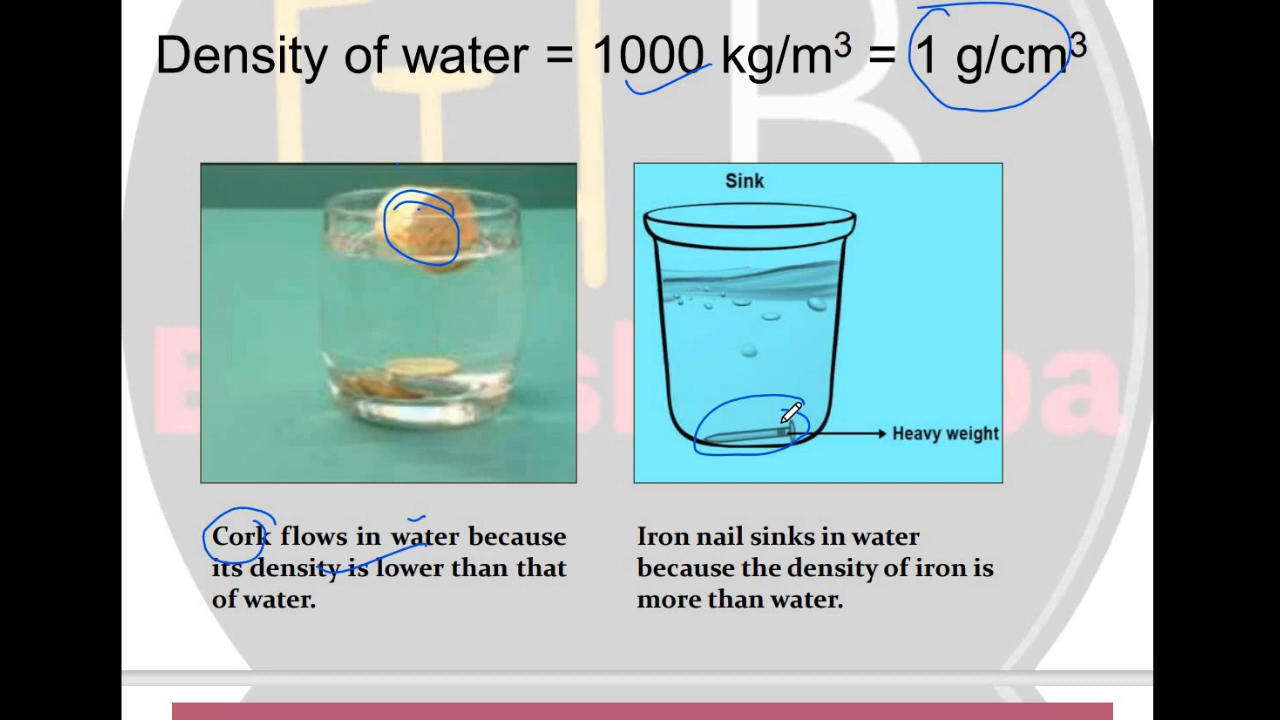 Density of water = 1000 kg/m³ = 1 g/cm³
Sink
Heavy weight
Cork flows in water because
its density is lower than that
of water.
Iron nail sinks in water
because the density of iron is
more than water.